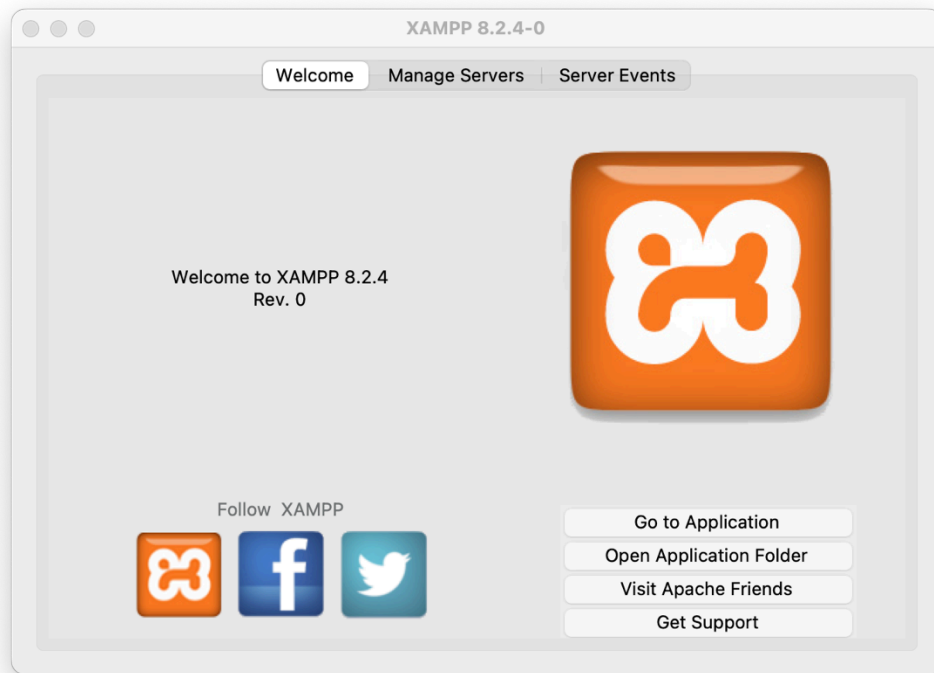 XAMPP 8.2.4-0
Welcome
Manage Servers
Server Events
Welcome to XAMPP 8.2.4
Rev. 0
Follow XAMPP
Go to Application
Open Application Folder
Visit Apache Friends
Get Support